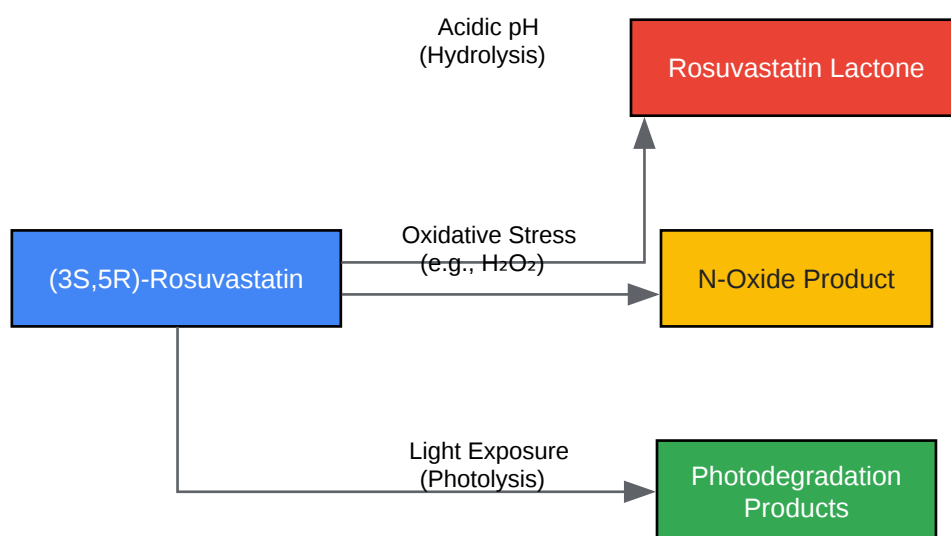 Acidic pH
(Hydrolysis)
Rosuvastatin Lactone
Oxidative Stress
(e.g., H₂O₂)
(3S,5R)-Rosuvastatin
N-Oxide Product
Light Exposure
(Photolysis)
Photodegradation
Products